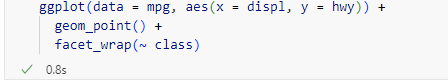 ggplot(data = mpg, aes(x = displ, y = hwy)) +
  geom_point() +
  facet_wrap(~ class)
✓ 0.8s